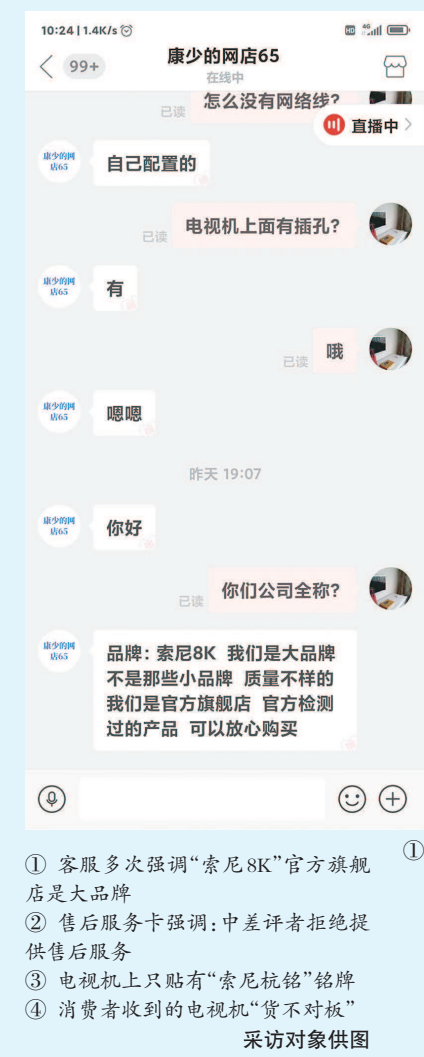 10:24 | 1.4K/s
HD 4G
99+
康少的网店65
在线中
已读
怎么没有网络线?
直播中
康少的网
店65
自己配置的
已读
电视机上面有插孔?
康少的网
店65
有
已读
哦
康少的网
店65
嗯嗯
昨天 19:07
康少的网
店65
你好
已读
你们公司全称?
康少的网
店65
品牌：索尼8K 我们是大品牌
不是那些小品牌 质量不样的
我们是官方旗舰店 官方检测
过的产品 可以放心购买
①
① 客服多次强调“索尼8K”官方旗舰
店是大品牌
② 售后服务卡强调：中差评者拒绝提
供售后服务
③ 电视机上只贴有“索尼杭铭”铭牌
④ 消费者收到的电视机“货不对板”
采访对象供图